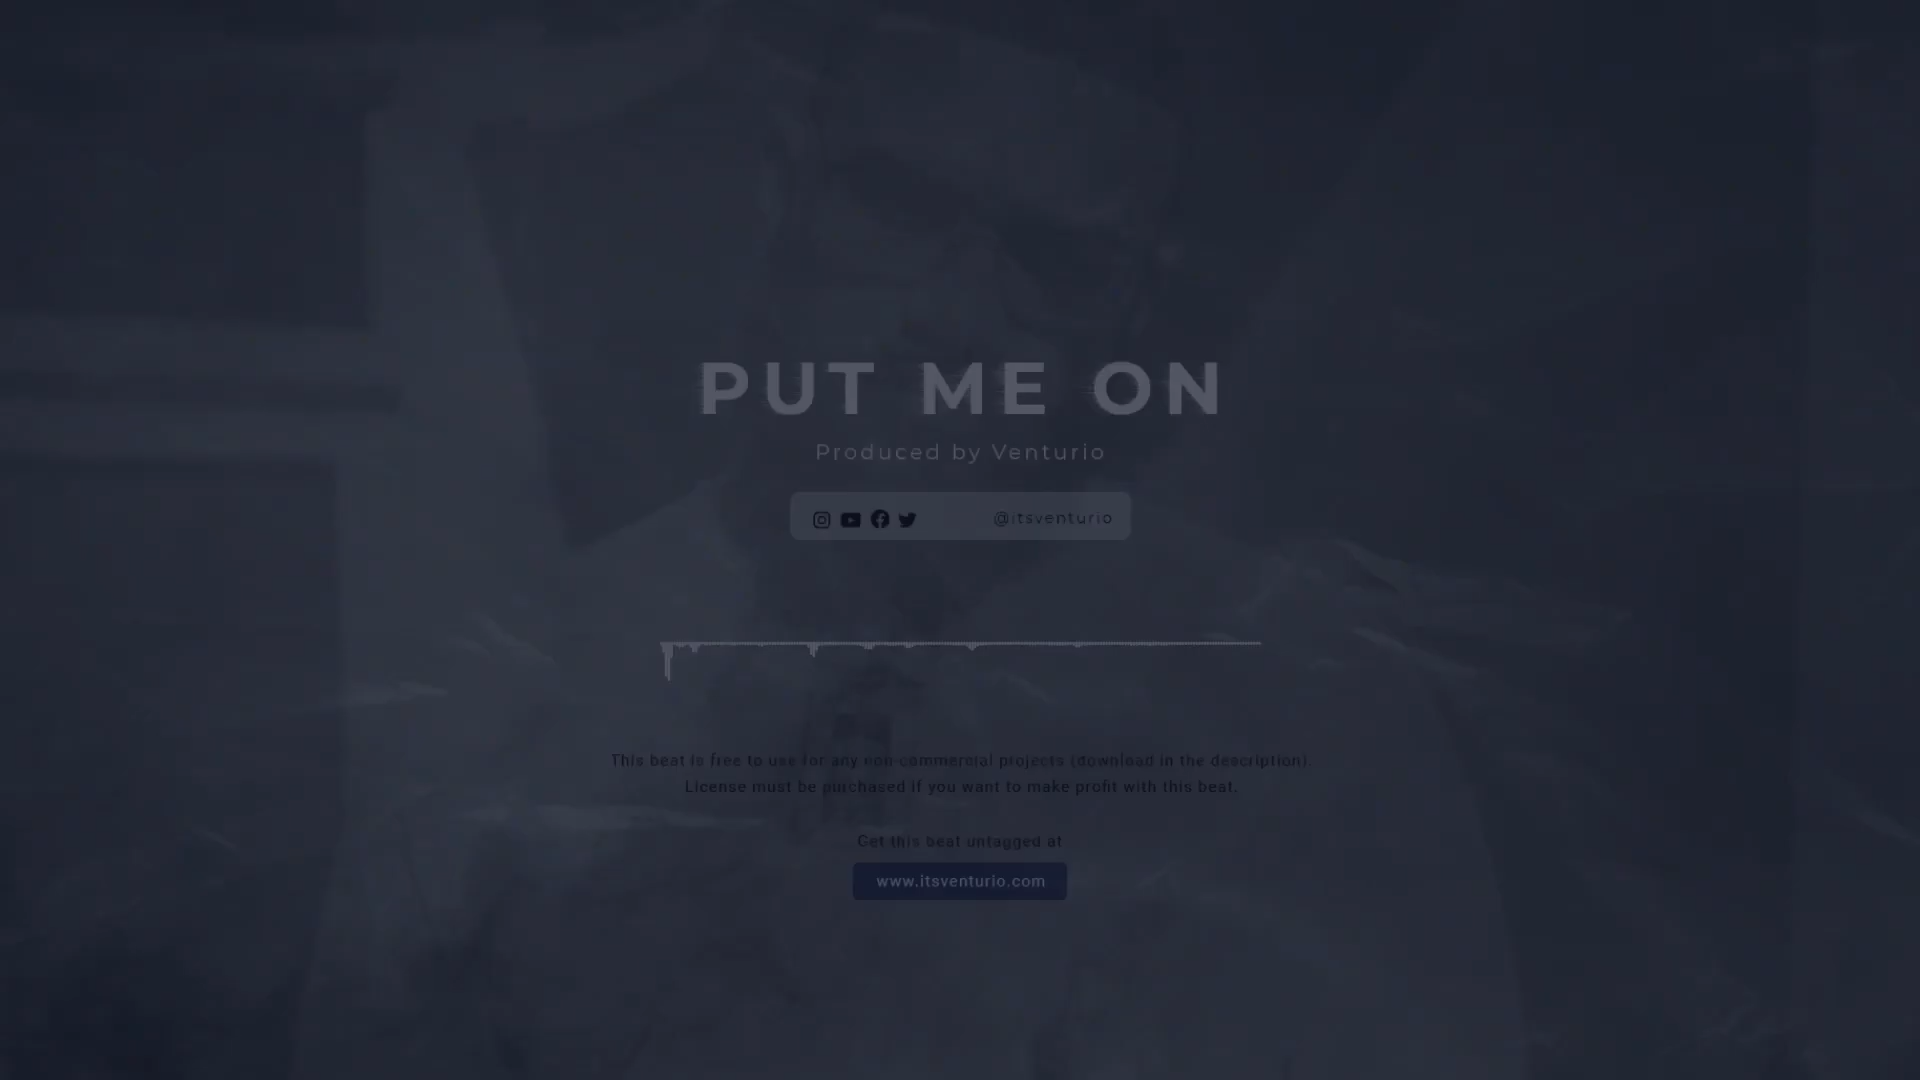 PUT ME ON
Produced by Venturio
@itsventurio
This beat is free to use for any non-commercial projects (download in the description).
License must be purchased if you want to make profit with this beat.
Get this beat untagged at
www.itsventurio.com